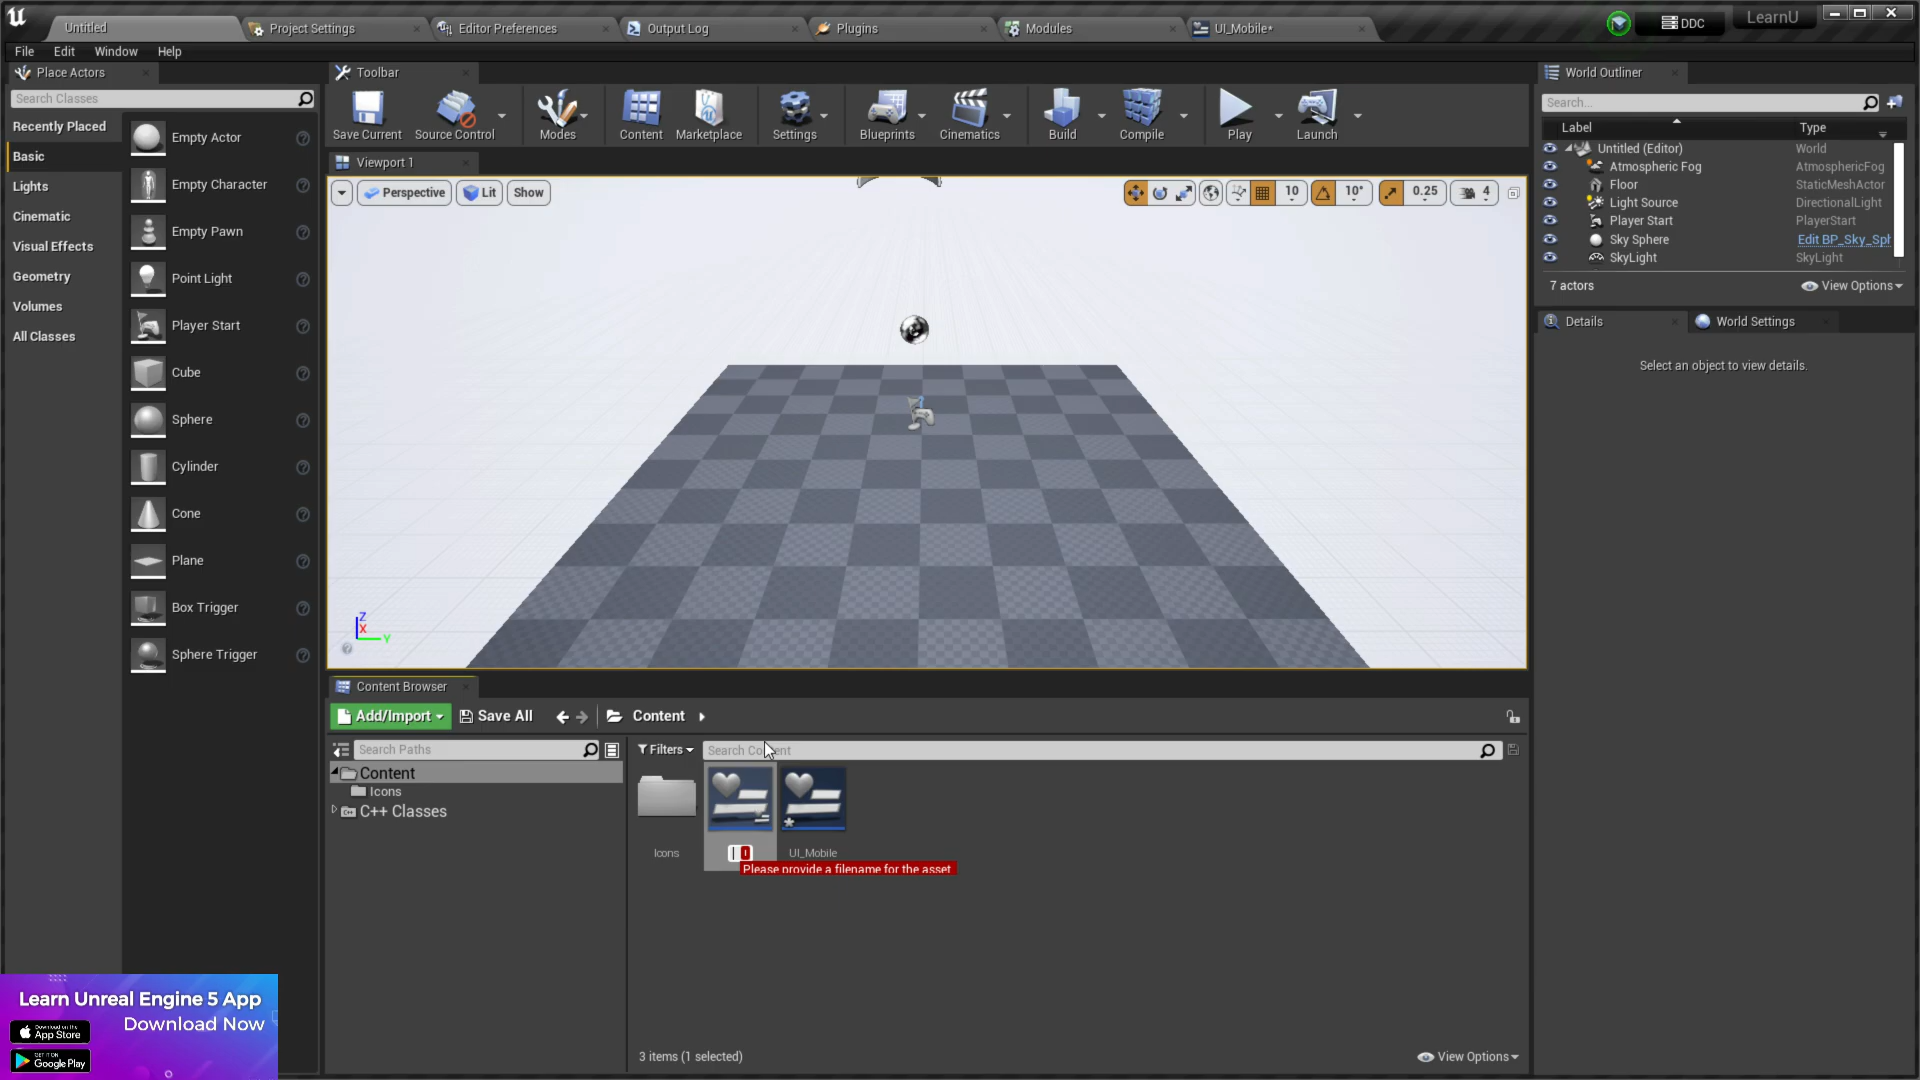 Untitled
Project Settings
Editor Preferences
Output Log
Plugins
Modules
UI_Mobile*
DDC
LearnU
File
Edit
Window
Help
Place Actors
Search Classes
Recently Placed
Basic
Lights
Cinematic
Visual Effects
Geometry
Volumes
All Classes
Empty Actor
Empty Character
Empty Pawn
Point Light
Player Start
Cube
Sphere
Cylinder
Cone
Plane
Box Trigger
Sphere Trigger
Toolbar
Save Current
Source Control
Modes
Content
Marketplace
Settings
Blueprints
Cinematics
Build
Compile
Play
Launch
Viewport 1
Perspective
Lit
Show
10
10°
0.25
4
Z
X
Y
World Outliner
Search...
Label
Type
Untitled (Editor)
World
Atmospheric Fog
AtmosphericFog
Floor
StaticMeshActor
Light Source
DirectionalLight
Player Start
PlayerStart
Sky Sphere
Edit BP_Sky_Sph
SkyLight
SkyLight
7 actors
View Options
Details
World Settings
Select an object to view details.
Content Browser
Add/Import
Save All
Content
Search Paths
Content
Icons
C++ Classes
Filters
Search Content
Icons
UI_Mobile
Please provide a filename for the asset
3 items (1 selected)
View Options
Learn Unreal Engine 5 App
Download Now
Download on the
App Store
GET IT ON
Google Play